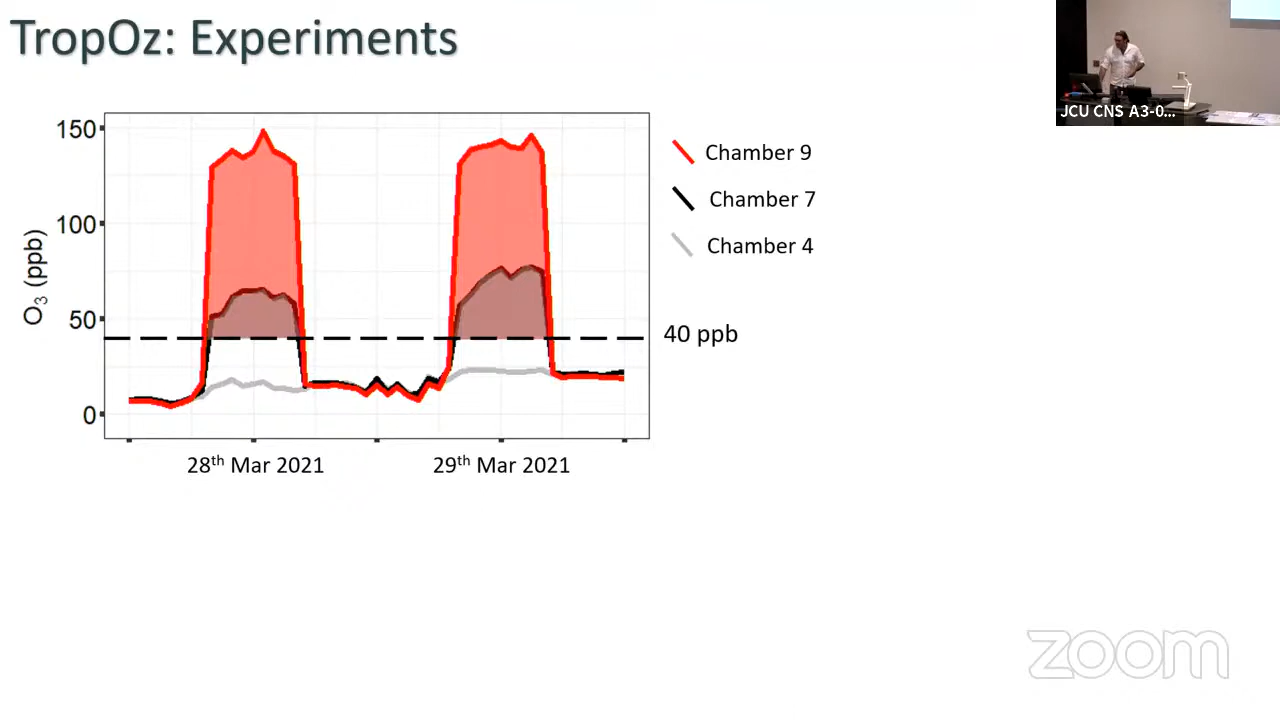 TropOz: Experiments
JCU CNS A3-0...
150
100
50
0
O₃ (ppb)
Chamber 9
Chamber 7
Chamber 4
40 ppb
28th Mar 2021
29th Mar 2021
zoom